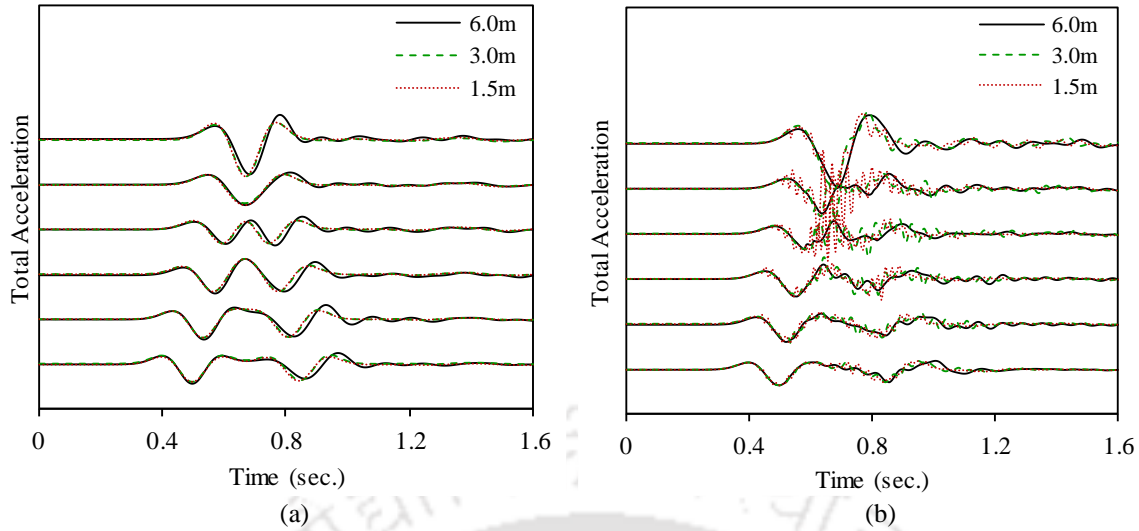 6.0m
3.0m
1.5m
Total Acceleration
0 0.4 0.8 1.2 1.6
Time (sec.)
(a)
6.0m
3.0m
1.5m
Total Acceleration
0 0.4 0.8 1.2 1.6
Time (sec.)
(b)